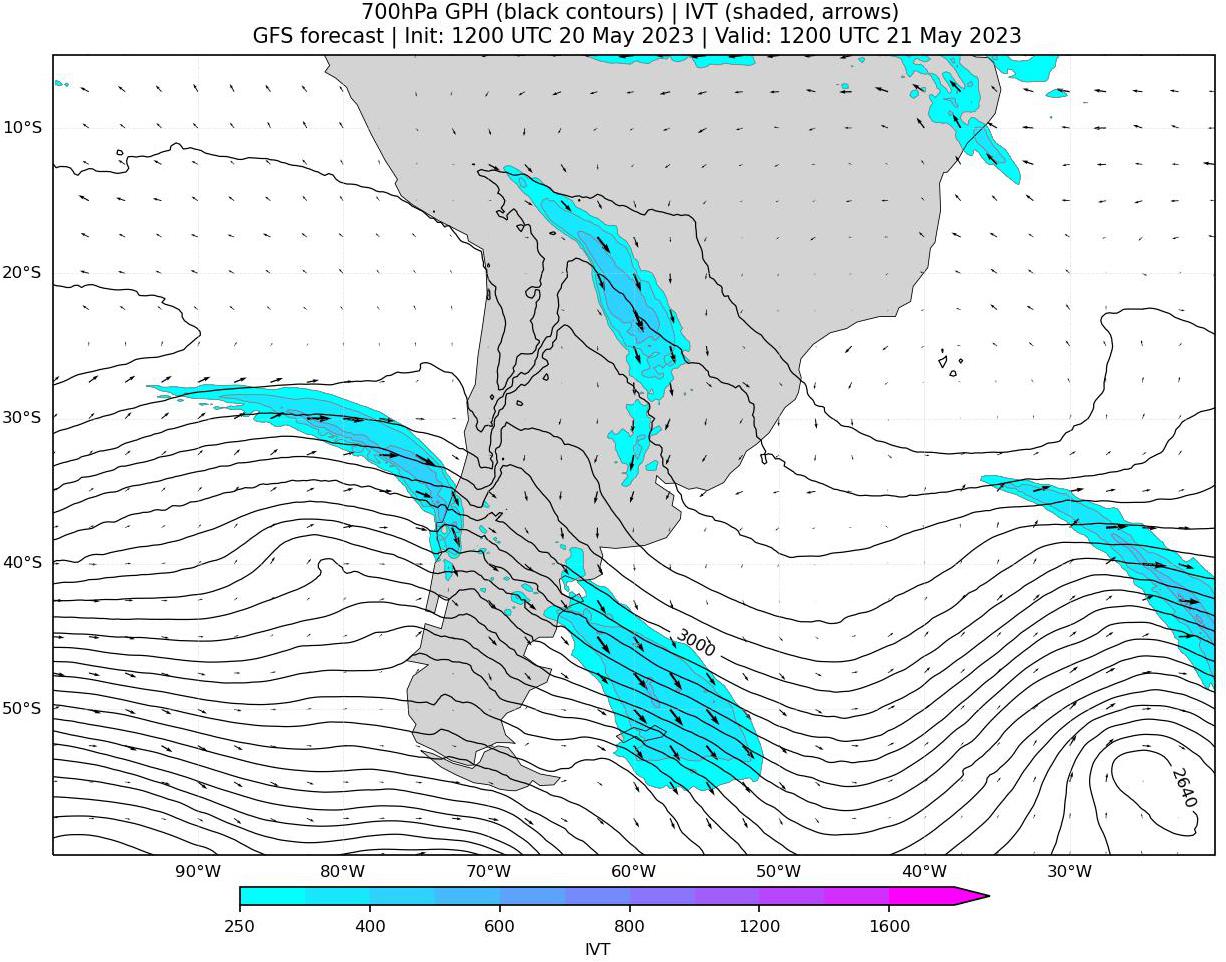 700hPa GPH (black contours) | IVT (shaded, arrows)
GFS forecast | Init: 1200 UTC 20 May 2023 | Valid: 1200 UTC 21 May 2023
10°S
20°S
30°S
40°S
50°S
3000
2640
90°W 80°W 70°W 60°W 50°W 40°W 30°W
250 400 600 800 1200 1600
IVT